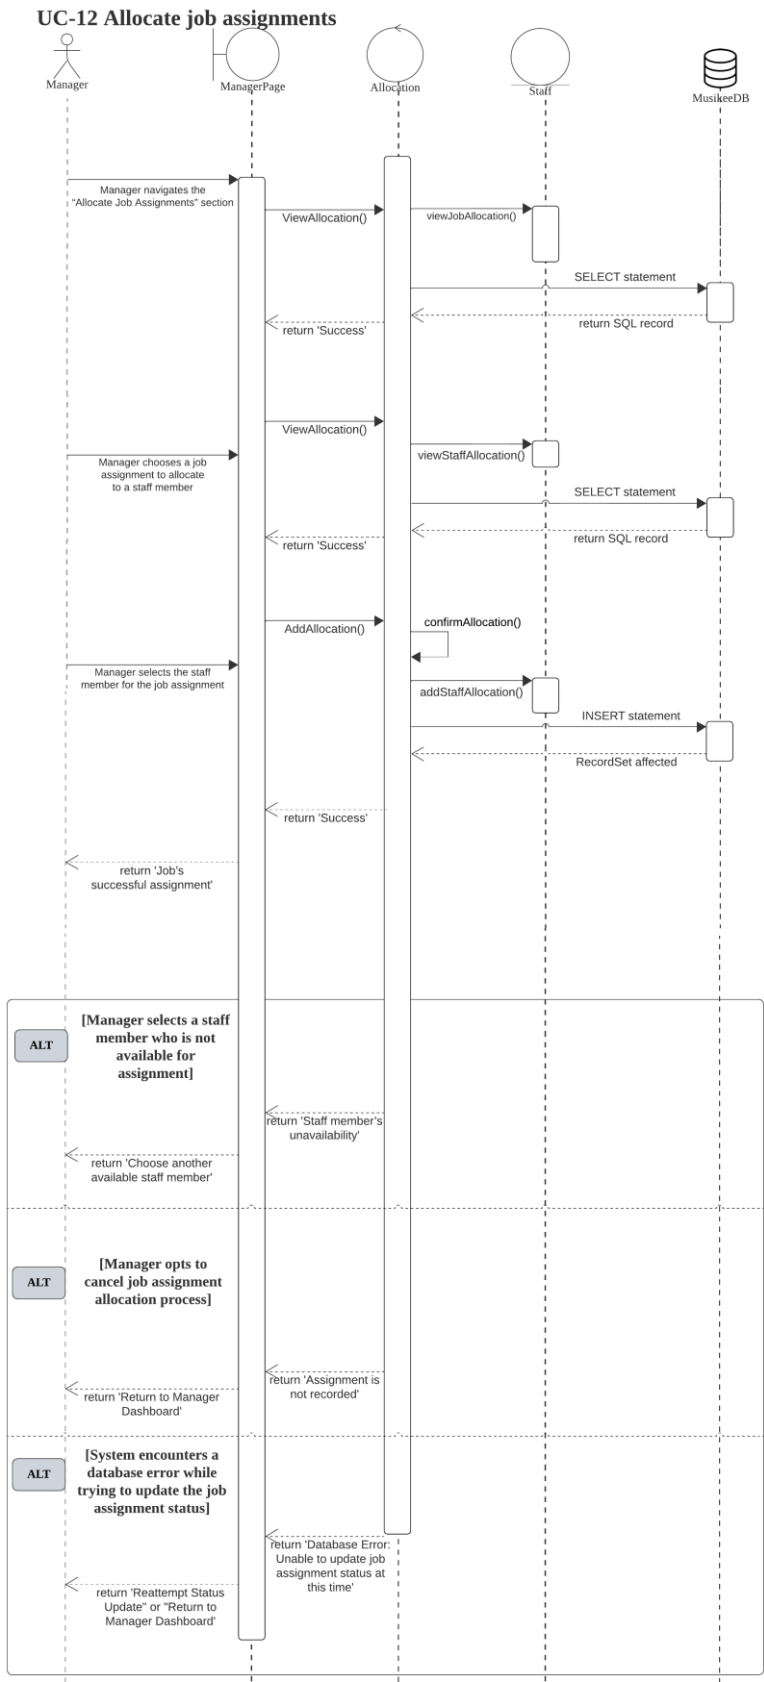 UC-12 Allocate job assignments
Manager
ManagerPage
Allocation
Staff
MusikeeDB
Manager navigates the
"Allocate Job Assignments" section
ViewAllocation()
viewJobAllocation()
SELECT statement
return SQL record
return 'Success'
ViewAllocation()
Manager chooses a job
assignment to allocate
to a staff member
viewStaffAllocation()
SELECT statement
return SQL record
return 'Success'
AddAllocation()
confirmAllocation()
Manager selects the staff
member for the job assignment
addStaffAllocation()
INSERT statement
RecordSet affected
return 'Success'
return 'Job's
successful assignment'
ALT
[Manager selects a staff
member who is not
available for
assignment]
return 'Staff member's
unavailability'
return 'Choose another
available staff member'
ALT
[Manager opts to
cancel job assignment
allocation process]
return 'Assignment is
not recorded'
return 'Return to Manager
Dashboard'
ALT
[System encounters a
database error while
trying to update the job
assignment status]
return 'Database Error:
Unable to update job
assignment status at
this time'
return 'Reattempt Status
Update" or "Return to
Manager Dashboard'